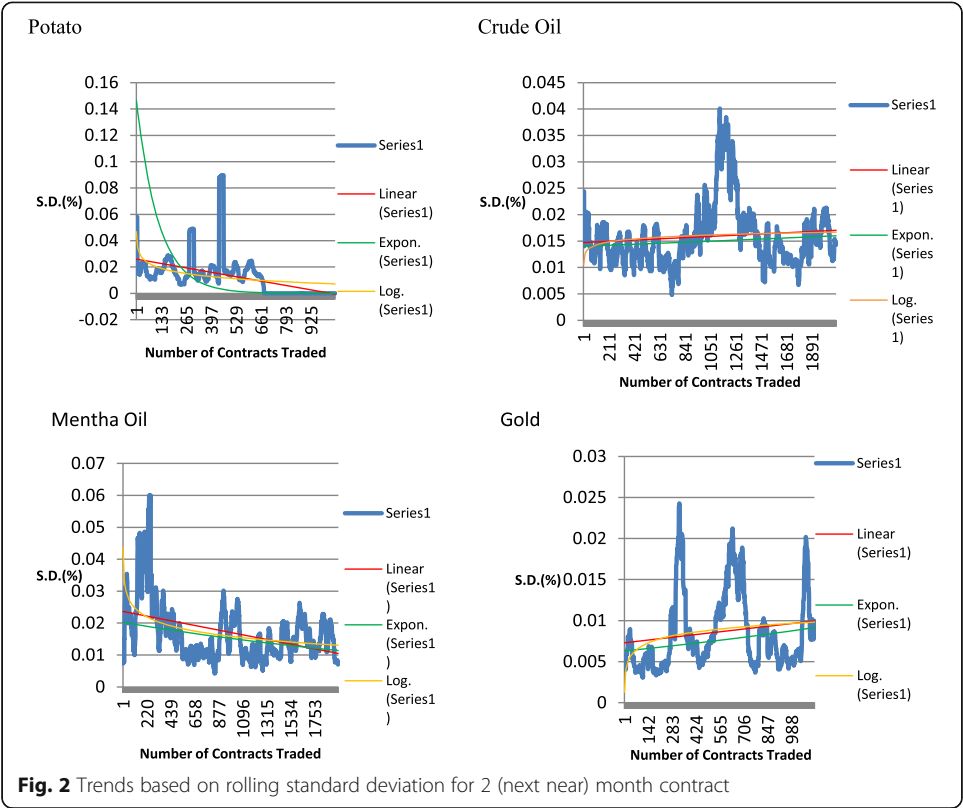 Potato
0.16
0.14
0.12
0.1
0.08
S.D.(%)
0.06
0.04
0.02
0
-0.02
1
133
265
397
529
661
793
925
Number of Contracts Traded
Series1
Linear
(Series1)
Expon.
(Series1)
Log.
(Series1)
Crude Oil
0.045
0.04
0.035
0.03
0.025
S.D.(%)
0.02
0.015
0.01
0.005
0
1
211
421
631
841
1051
1261
1471
1681
1891
Number of Contracts Traded
Series1
Linear
(Series
1)
Expon.
(Series
1)
Log.
(Series
1)
Mentha Oil
0.07
0.06
0.05
0.04
S.D.(%)
0.03
0.02
0.01
0
1
220
439
658
877
1096
1315
1534
1753
Number of Contracts Traded
Series1
Linear
(Series1
)
Expon.
(Series1
)
Log.
(Series1
)
Gold
0.03
0.025
0.02
S.D.(%)
0.015
0.01
0.005
0
1
142
283
424
565
706
847
988
Number of Contracts Traded
Series1
Linear
(Series1)
Expon.
(Series1)
Log.
(Series1)
Fig. 2 Trends based on rolling standard deviation for 2 (next near) month contract